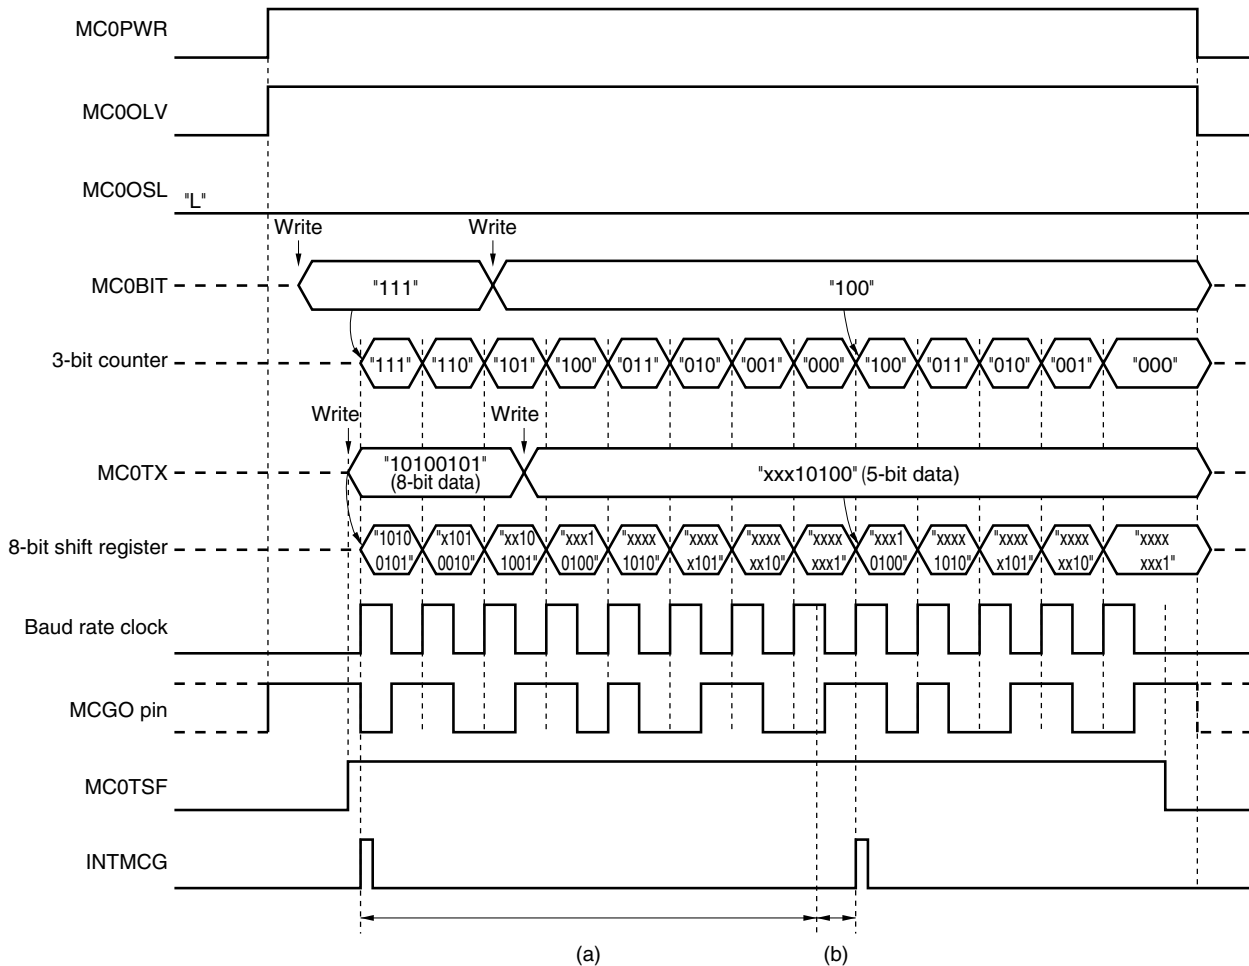 MC0PWR
MC0OLV
MC0OSL "L"
Write Write
MC0BIT "111" "100"
3-bit counter "111" "110" "101" "100" "011" "010" "001" "000" "100" "011" "010" "001" "000"
Write Write
MC0TX "10100101" "xxx10100" (5-bit data)
(8-bit data)
8-bit shift register "1010 "x101 "xx10 "xxx1 "xxxx "xxxx "xxxx "xxxx "xxx1 "xxxx "xxxx "xxxx "xxxx
0101" 0010" 1001" 0100" 1010" x101" xx10" xxx1" 0100" 1010" x101" xx10" xxx1"
Baud rate clock
MCGO pin
MC0TSF
INTMCG
(a) (b)